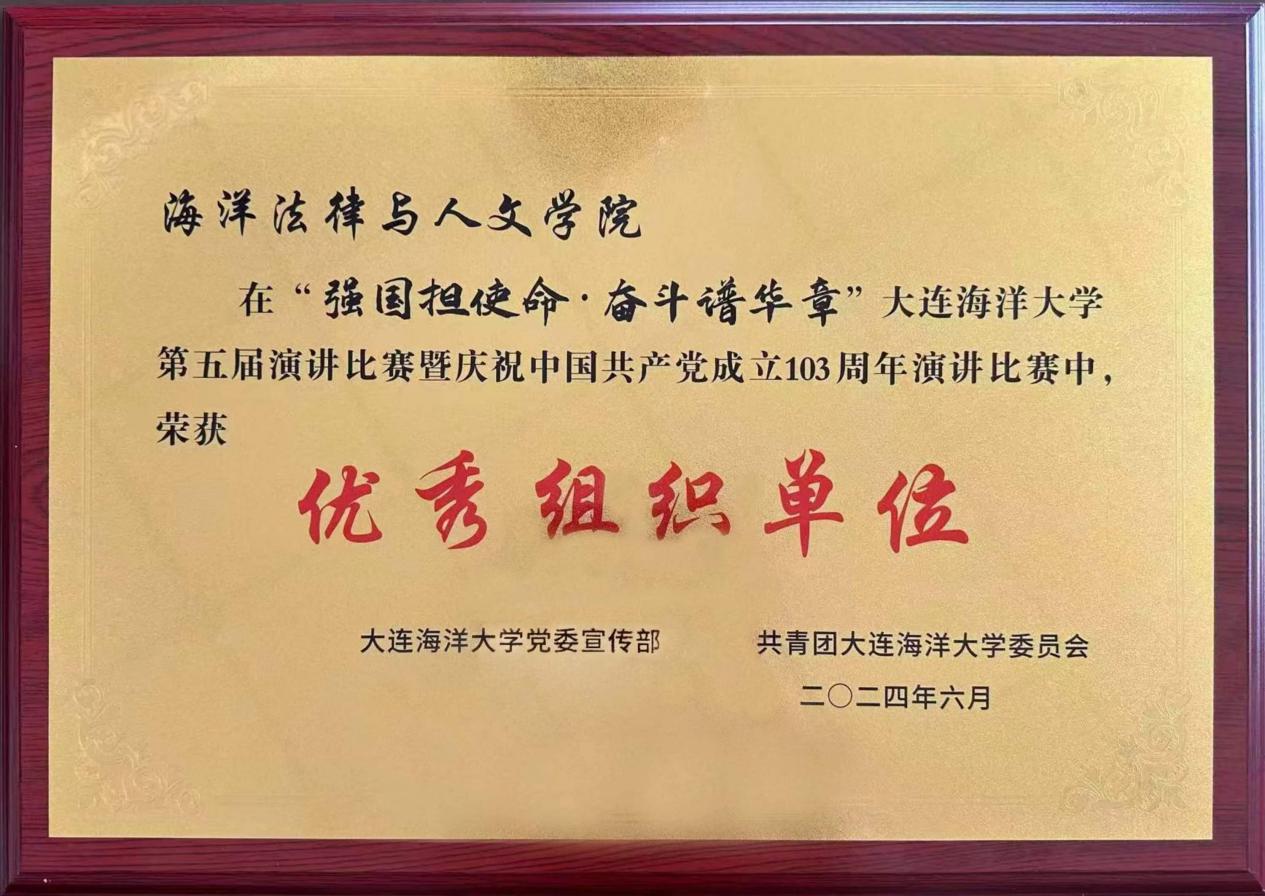 海洋法律与人文学院
在“强国担使命·奋斗谱华章”大连海洋大学
第五届演讲比赛暨庆祝中国共产党成立103周年演讲比赛中，
荣获
优秀组织单位
大连海洋大学党委宣传部 共青团大连海洋大学委员会
二〇二四年六月